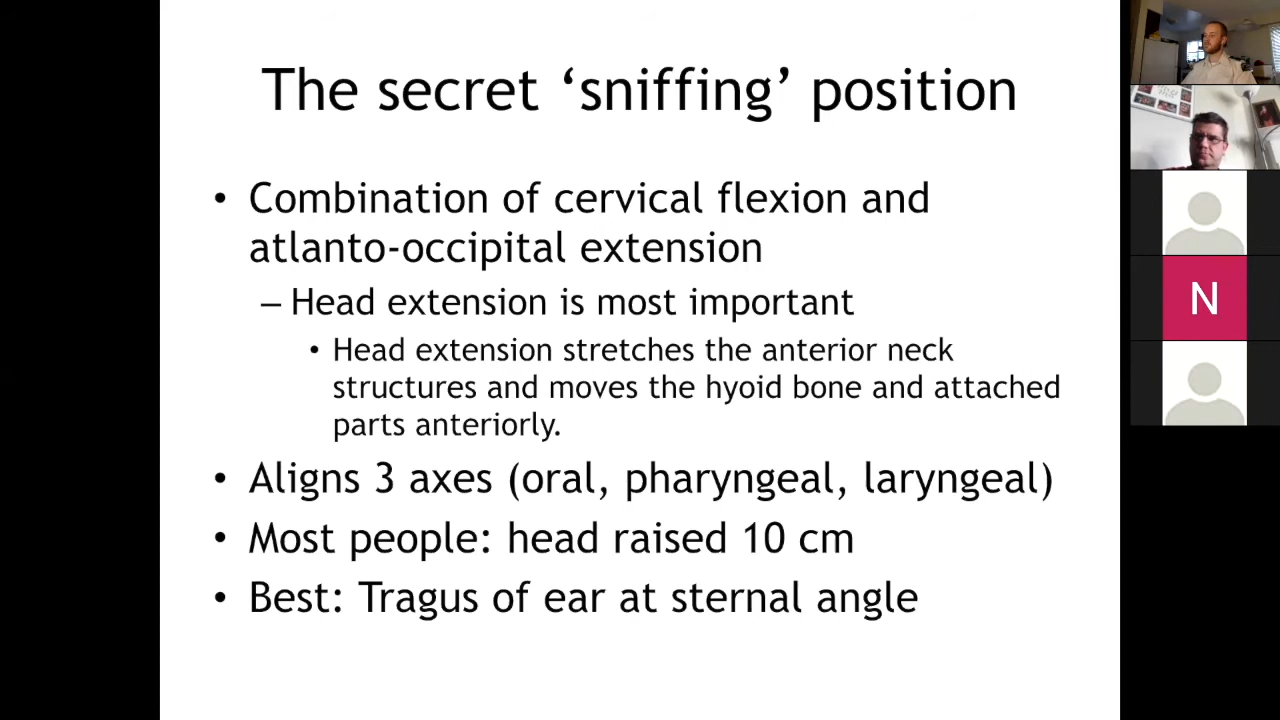 The secret ‘sniffing’ position
• Combination of cervical flexion and
atlanto-occipital extension
– Head extension is most important
• Head extension stretches the anterior neck
structures and moves the hyoid bone and attached
parts anteriorly.
• Aligns 3 axes (oral, pharyngeal, laryngeal)
• Most people: head raised 10 cm
• Best: Tragus of ear at sternal angle
N